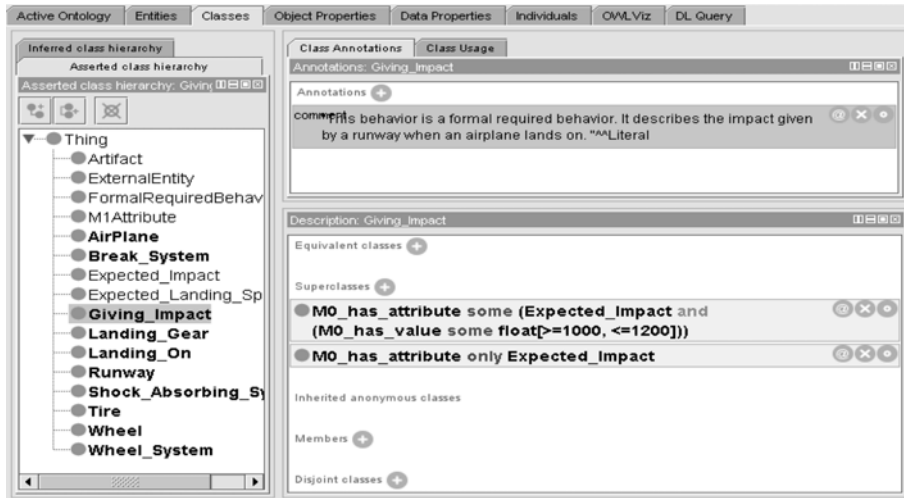 Active Ontology Entities Classes Object Properties Data Properties Individuals OWLViz DL Query
Inferred class hierarchy
Asserted class hierarchy
Asserted class hierarchy: Giving
Thing
Artifact
ExternalEntity
FormalRequiredBehav
M1Attribute
AirPlane
Break_System
Expected_Impact
Expected_Landing_Sp
Giving_Impact
Landing_Gear
Landing_On
Runway
Shock_Absorbing_Sy
Tire
Wheel
Wheel_System
Class Annotations Class Usage
Annotations: Giving_Impact
Annotations
comment "This behavior is a formal required behavior. It describes the impact given
by a runway when an airplane lands on. "^^Literal
Description: Giving_Impact
Equivalent classes
Superclasses
M0_has_attribute some (Expected_Impact and
(M0_has_value some float[>=1000, <=1200]))
M0_has_attribute only Expected_Impact
Inherited anonymous classes
Members
Disjoint classes